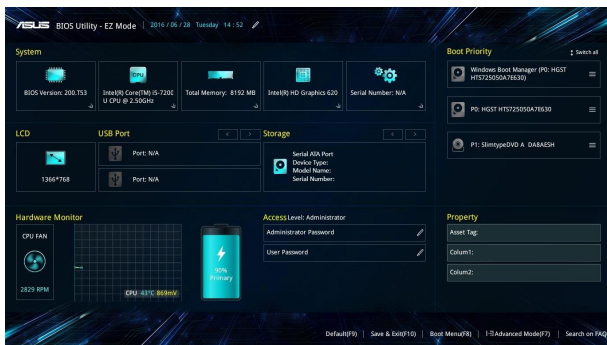 ASUS BIOS Utility - EZ Mode | 2016 / 06 / 28 Tuesday 14 : 52
System
BIOS Version: 200.T53
CPU
Intel(R) Core(TM) i5-7200
U CPU @ 2.50GHz
Total Memory: 8192 MB
Intel(R) HD Graphics 620
Serial Number: N/A
Boot Priority
Switch all
Windows Boot Manager (P0: HGST
HTS725050A7E630)
P0: HGST HTS725050A7E630
P1: SlimtypeDVD A DA8AESH
LCD
1366*768
USB Port
Port: N/A
Port: N/A
Storage
Serial ATA Port
Device Type:
Model Name:
Serial Number:
Hardware Monitor
CPU FAN
2829 RPM
CPU 43°C 869mV
90%
Primary
Access Level: Administrator
Administrator Password
User Password
Property
Asset Tag:
Colum1:
Colum2:
Default(F9) | Save & Exit(F10) | Boot Menu(F8) | Advanced Mode(F7) | Search on FAQ